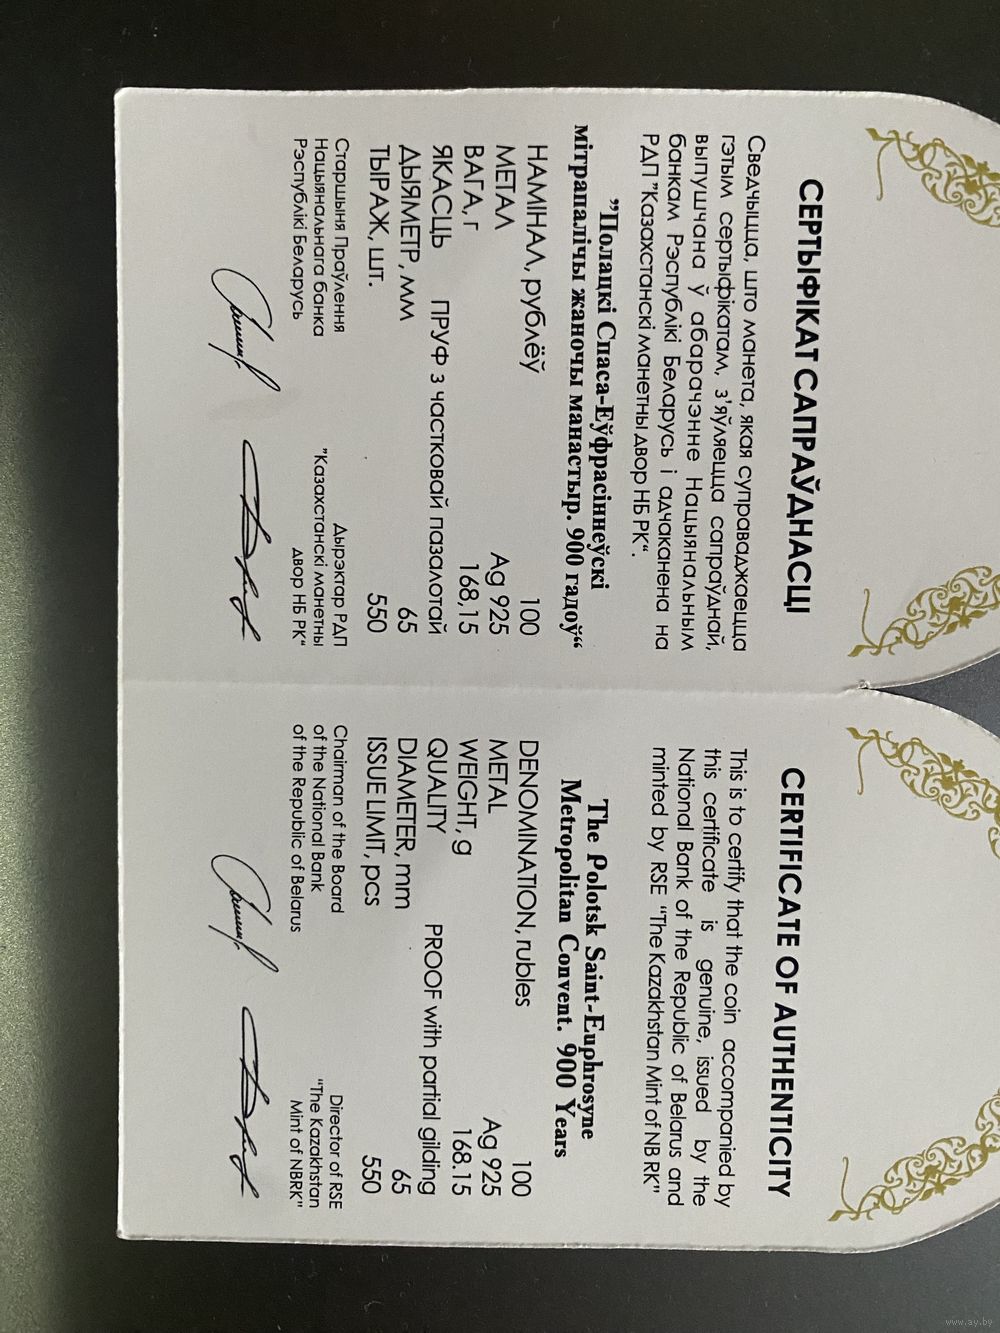 СЕРТЫФІКАТ САПРАЎДНАСЦІ
Сведчыцца, што манета, якая суправаджаецца
гэтым сертыфікатам, з'яўляецца сапраўднай,
выпушчана ў абарачэнне Нацыянальным
банкам Рэспублікі Беларусь і адчаканена на
РДП "Казахстанскі манетны двор НБ РК".
"Полацкі Спаса-Еўфрасіннеўскі
мітрапалічы жаночы манастыр. 900 гадоў"
НАМІНАЛ, рублёў 100
МЕТАЛ Ag 925
ВАГА, г 168,15
ЯКАСЦЬ ПРУФ з частковай пазалотай
ДЫЯМЕТР, мм 65
ТЫРАЖ, шт. 550
Старшыня Праўлення
Нацыянальнага банка
Рэспублікі Беларусь
Дырэктар РДП
"Казахстанскі манетны
двор НБ РК"
CERTIFICATE OF AUTHENTICITY
This is to certify that the coin accompanied by
this certificate is genuine, issued by the
National Bank of the Republic of Belarus and
minted by RSE "The Kazakhstan Mint of NB RK"
The Polotsk Saint-Euphrosyne
Metropolitan Convent. 900 Years
DENOMINATION, rubles 100
METAL Ag 925
WEIGHT, g 168.15
QUALITY PROOF with partial gilding
DIAMETER, mm 65
ISSUE LIMIT, pcs 550
Chairman of the Board
of the National Bank
of the Republic of Belarus
Director of RSE
"The Kazakhstan
Mint of NBRK"
www.ay.by